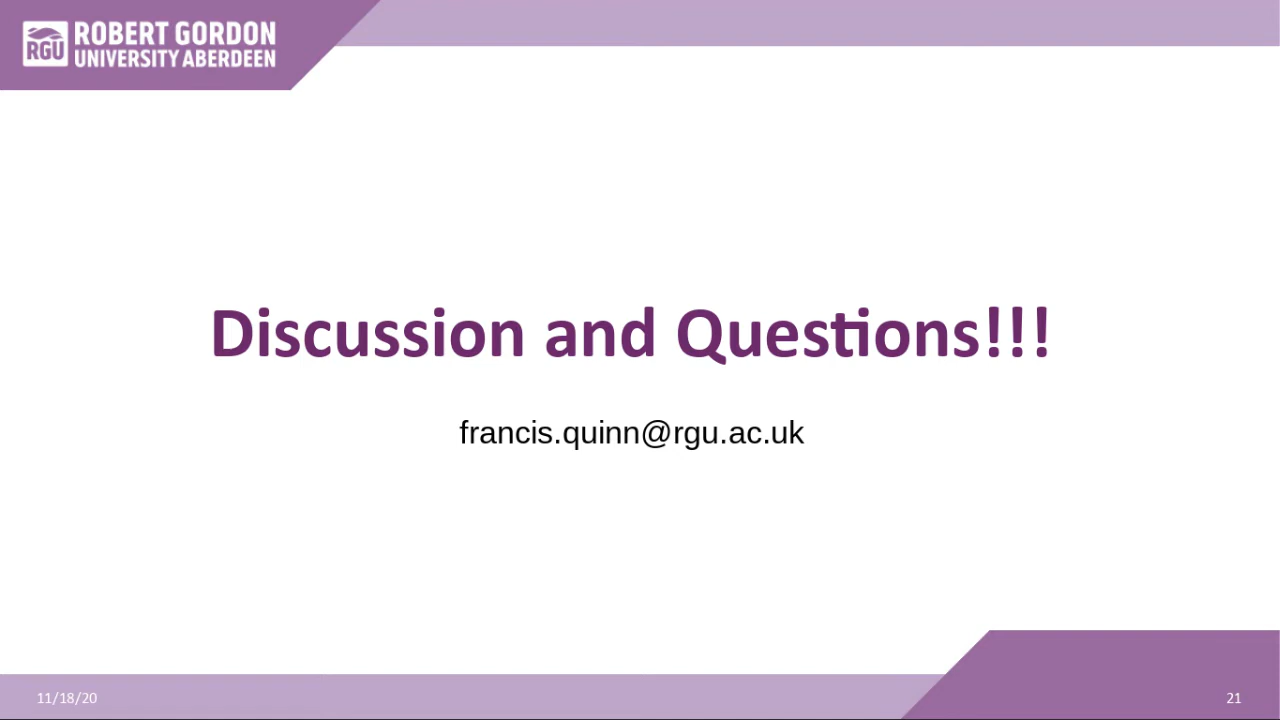 RGU
ROBERT GORDON
UNIVERSITY ABERDEEN
Discussion and Questions!!!
francis.quinn@rgu.ac.uk
11/18/20
21